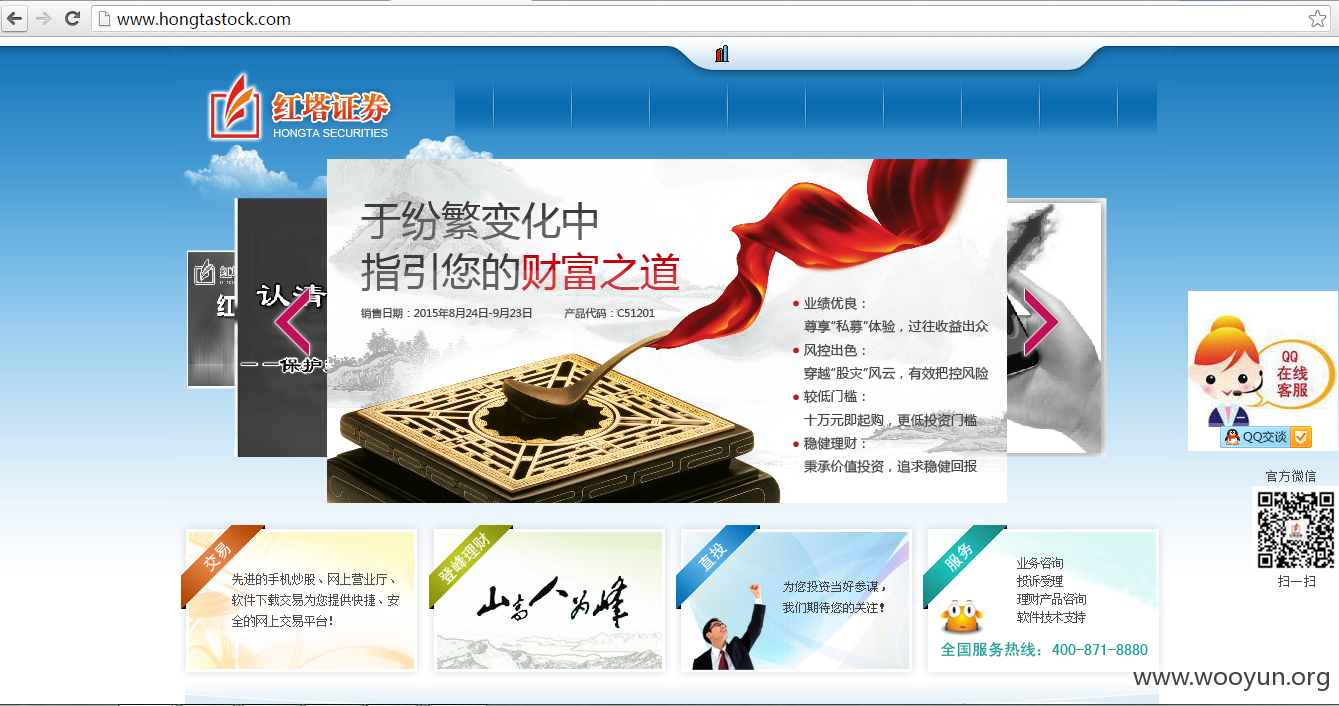 www.hongtastock.com
红塔证券
HONGTA SECURITIES
于纷繁变化中
指引您的财富之道
销售日期：2015年8月24日-9月23日 产品代码：C51201
业绩优良：
尊享“私募”体验，过往收益出众
风控出色：
穿越“股灾”风云，有效把控风险
较低门槛：
十万元即起购，更低投资门槛
稳健理财：
秉承价值投资，追求稳健回报
红
认清
一一保护
QQ
在线
客服
QQ交谈
官方微信
扫一扫
交易
先进的手机炒股、网上营业厅、
软件下载交易为您提供快捷、安
全的网上交易平台！
登峰理财
山高人为峰
直投
为您投资当好参谋，
我们期待您的关注！
服务
业务咨询
投诉受理
理财产品咨询
软件技术支持
全国服务热线：400-871-8880
www.wooyun.org